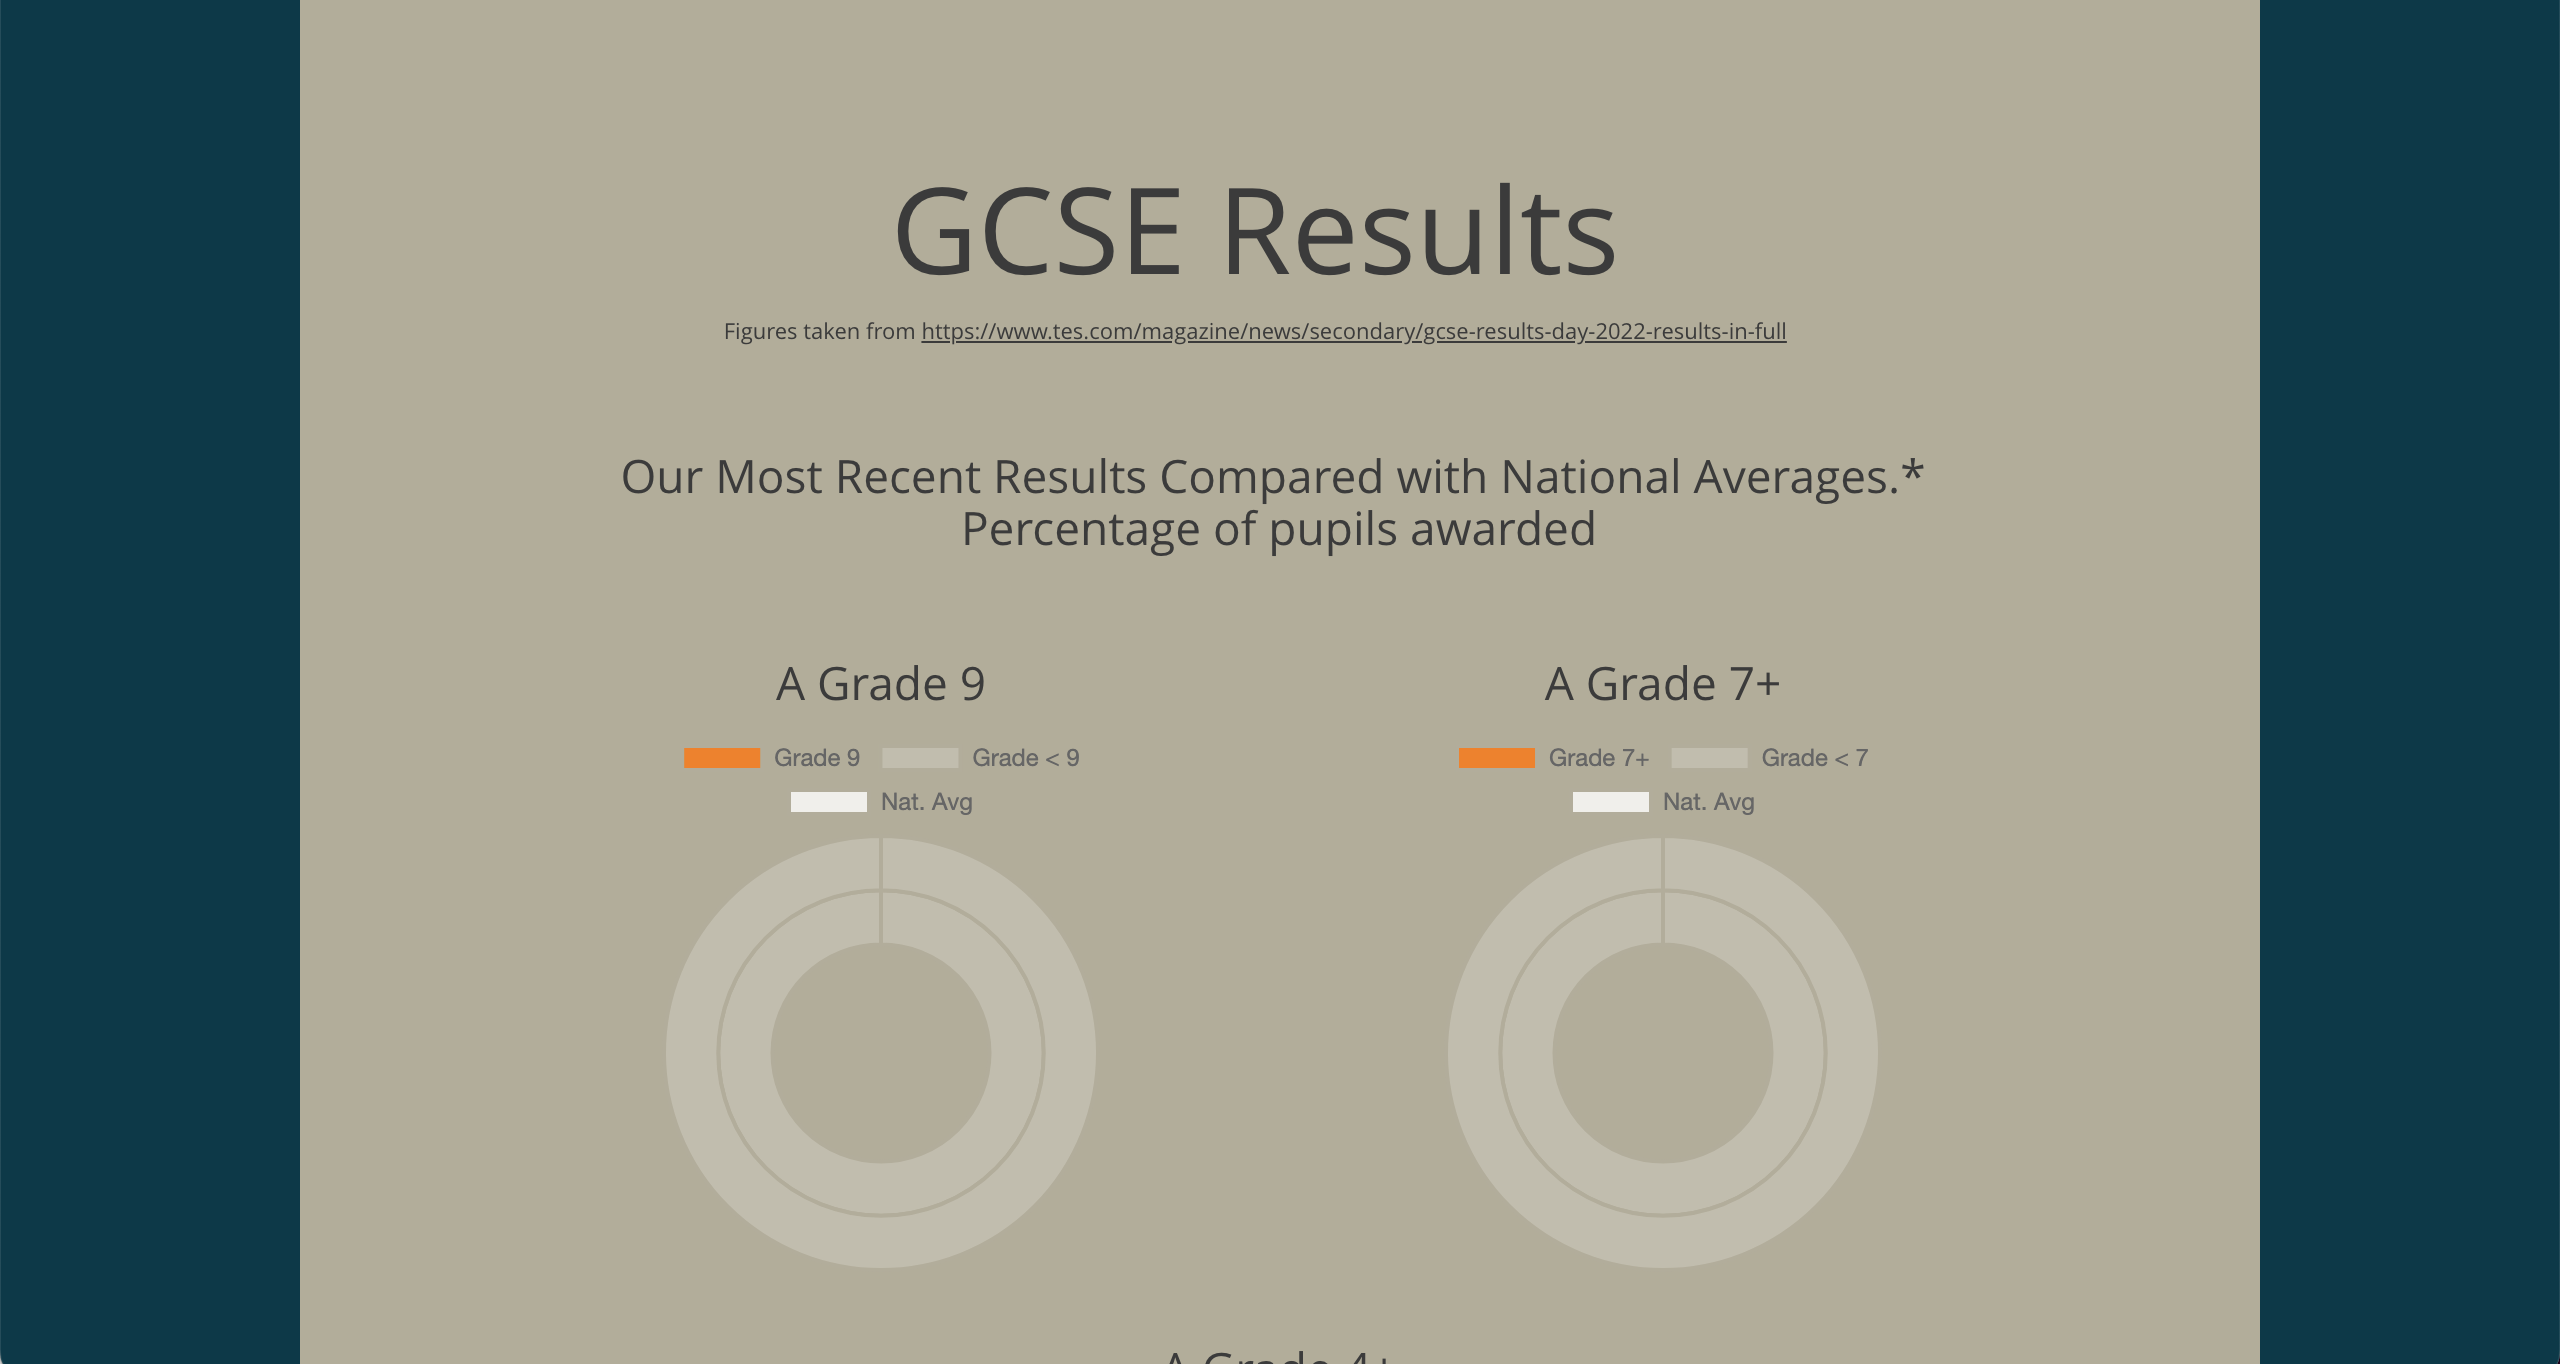 GCSE Results
Figures taken from https://www.tes.com/magazine/news/secondary/gcse-results-day-2022-results-in-full
Our Most Recent Results Compared with National Averages.*
Percentage of pupils awarded
A Grade 9
Grade 9 Grade < 9
Nat. Avg
A Grade 7+
Grade 7+ Grade < 7
Nat. Avg
A Grade 4+